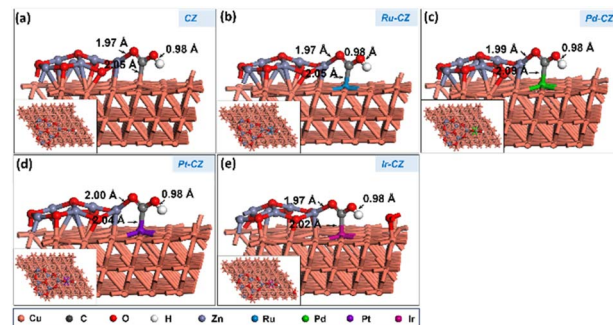 (a)
CZ
1.97 Å
0.98 Å
2.05 Å
(b)
Ru-CZ
1.97 Å
0.98 Å
2.05 Å
(c)
Pd-CZ
1.99 Å
0.98 Å
2.09 Å
(d)
Pt-CZ
2.00 Å
0.98 Å
2.04 Å
(e)
Ir-CZ
1.97 Å
0.98 Å
2.02 Å
Cu C O H Zn Ru Pd Pt Ir